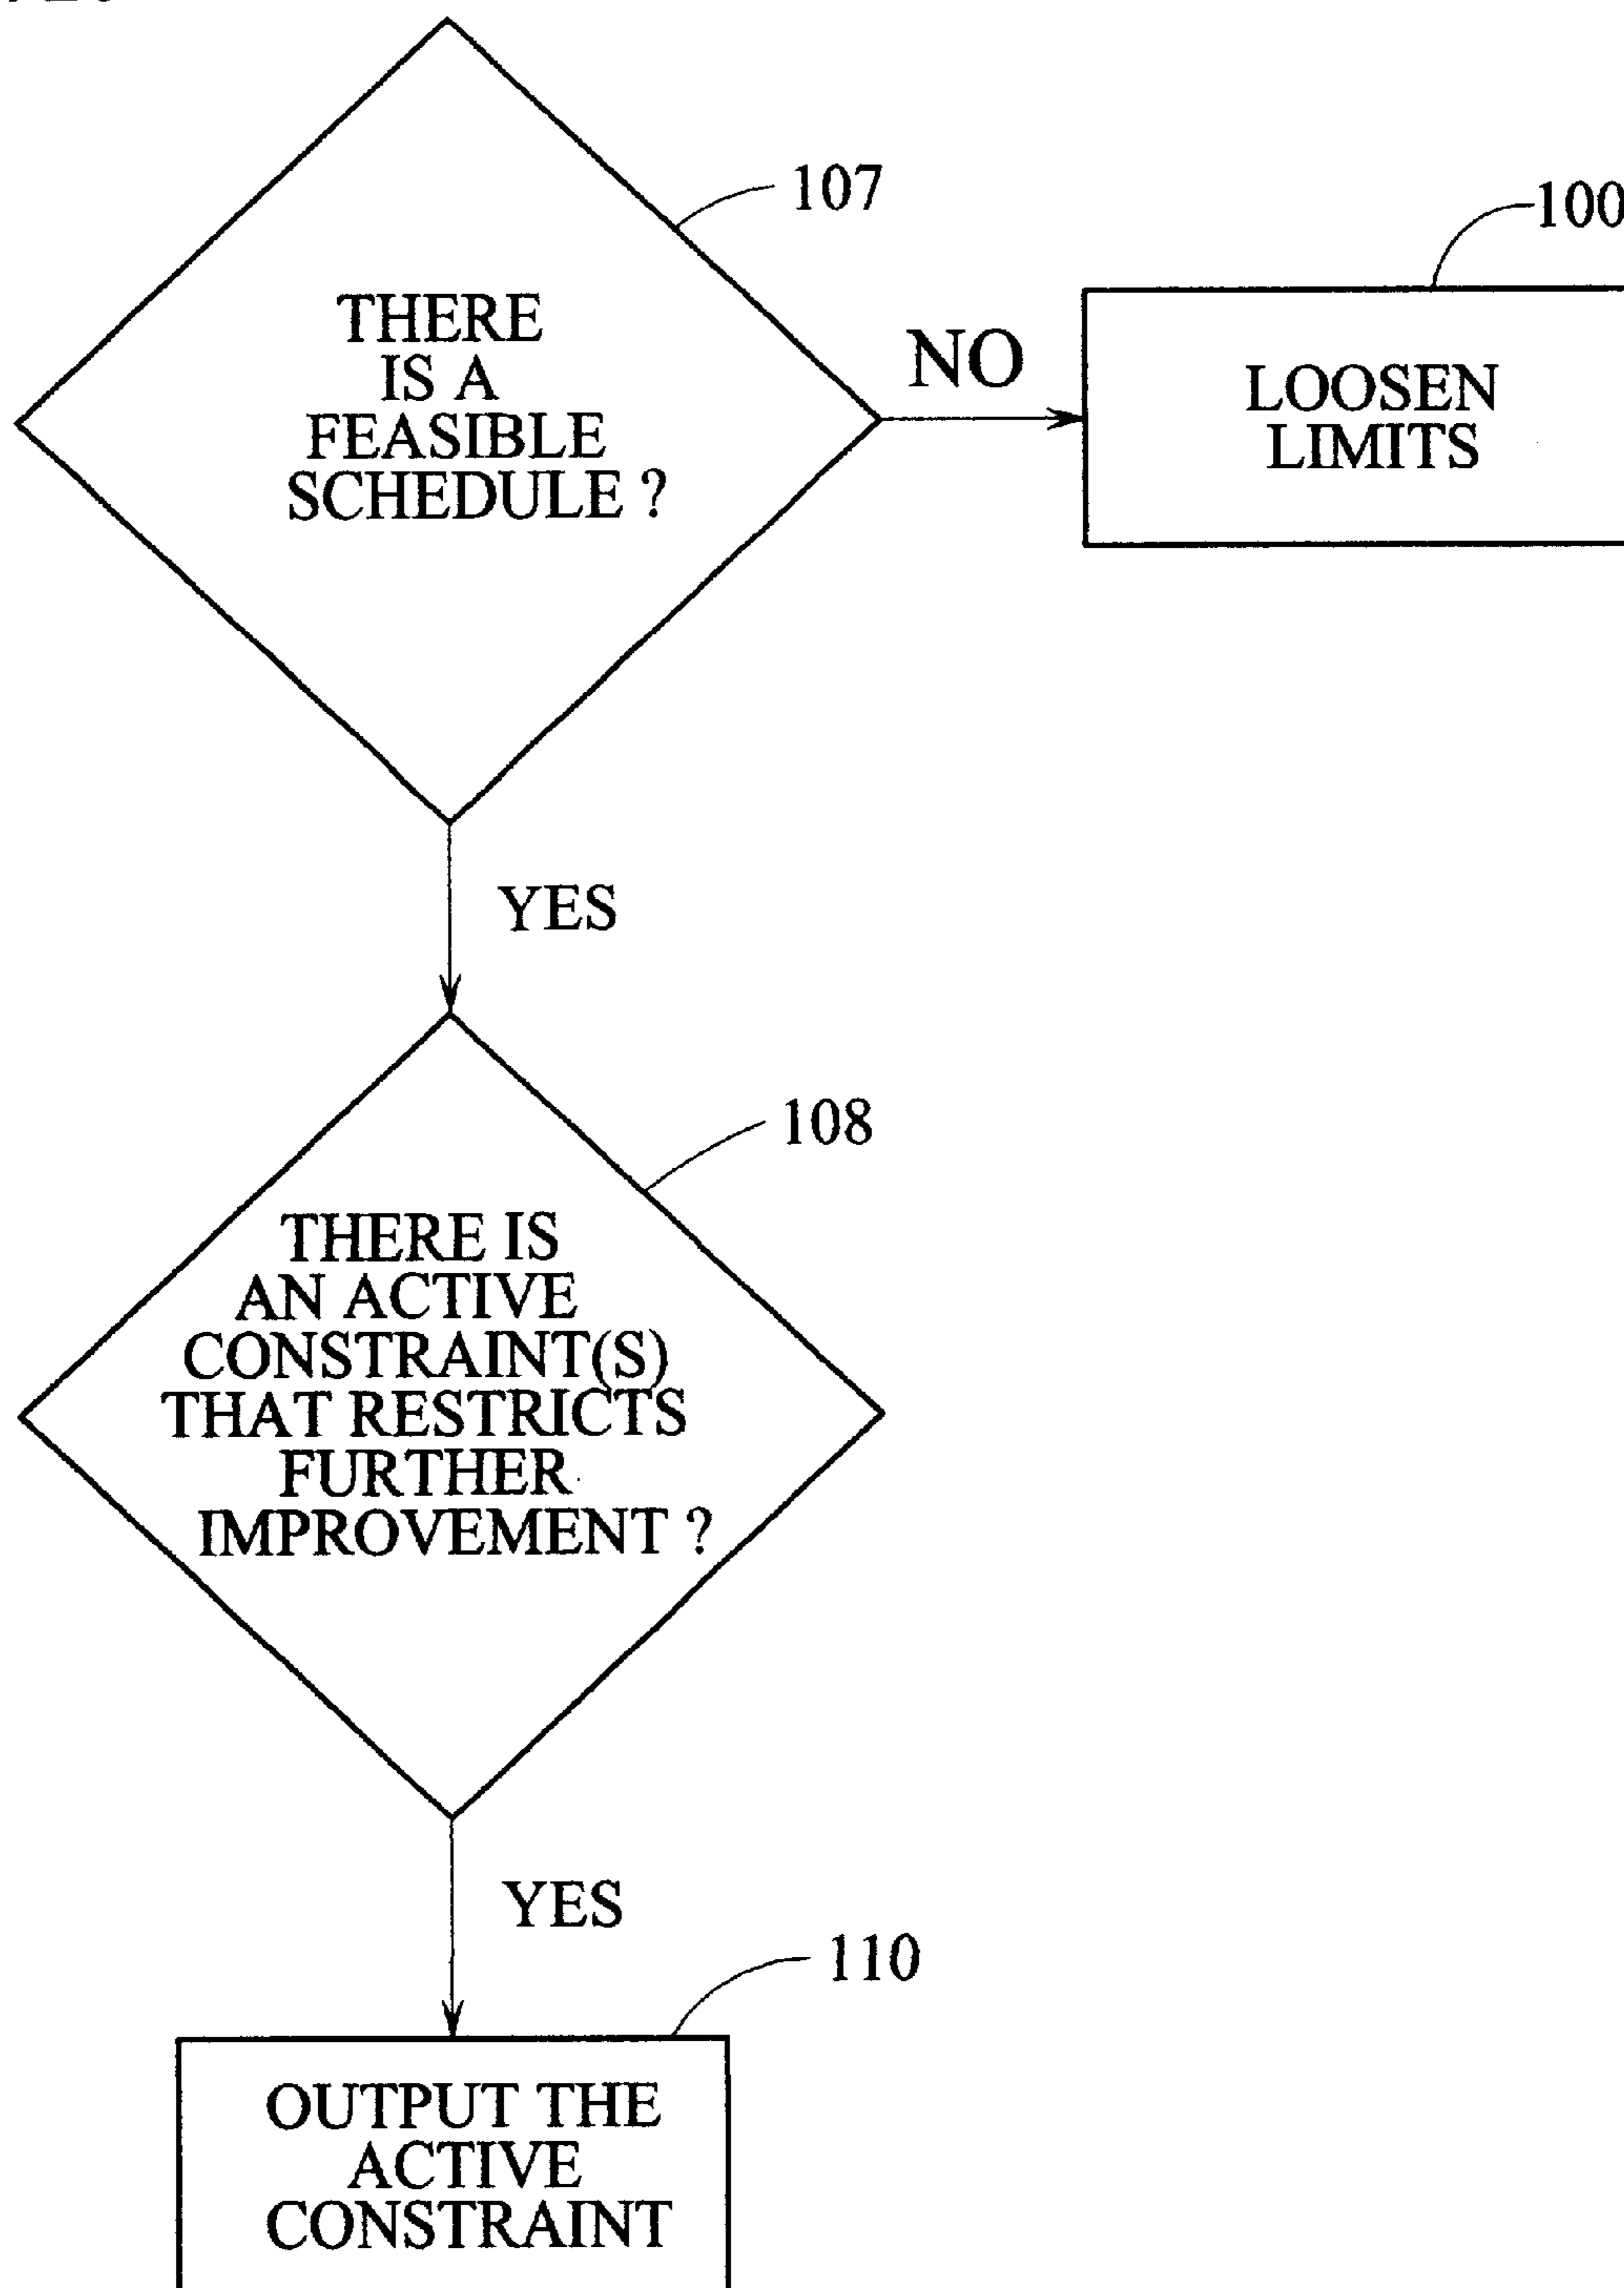 107
100
THERE
IS A
FEASIBLE
SCHEDULE ?
NO
LOOSEN
LIMITS
YES
108
THERE IS
AN ACTIVE
CONSTRAINT(S)
THAT RESTRICTS
FURTHER
IMPROVEMENT ?
YES
110
OUTPUT THE
ACTIVE
CONSTRAINT